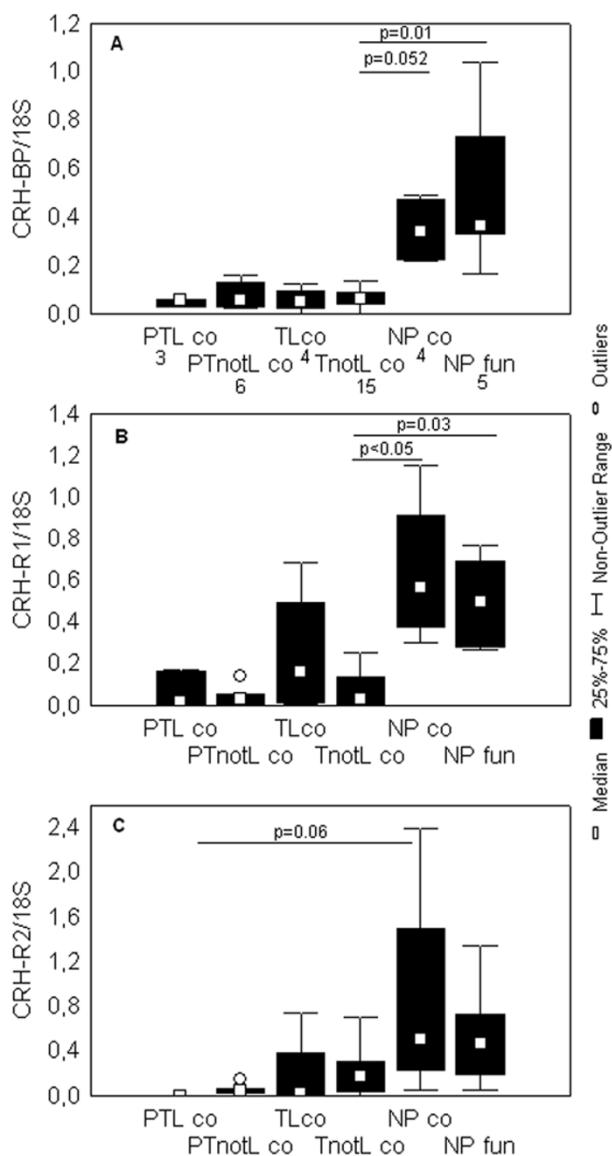 A
p=0.01
p=0.052
1,2
1,0
0,8
0,6
0,4
0,2
0,0
CRH-BP/18S
PTL co TLco NP co
3 PTnotL co 4 TnotL co 4 NP fun
6 15 5
B
p=0.03
p<0.05
1,4
1,2
1,0
0,8
0,6
0,4
0,2
0,0
CRH-R1/18S
PTL co TLco NP co
PTnotL co TnotL co NP fun
C
p=0.06
2,4
2,0
1,6
1,2
0,8
0,4
0,0
CRH-R2/18S
PTL co TLco NP co
PTnotL co TnotL co NP fun
Median 25%-75% Non-Outlier Range Outliers